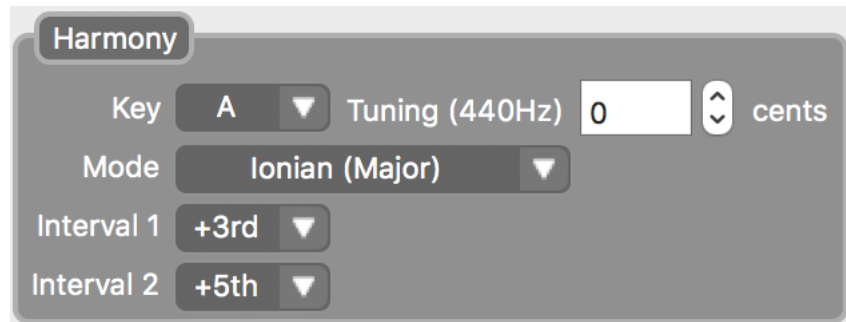 Harmony
Key A Tuning (440Hz) 0 cents
Mode Ionian (Major)
Interval 1 +3rd
Interval 2 +5th